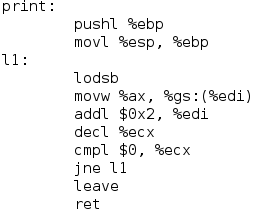 print:
        pushl %ebp
        movl %esp, %ebp
l1:
        lodsb
        movw %ax, %gs:(%edi)
        addl $0x2, %edi
        decl %ecx
        cmpl $0, %ecx
        jne l1
        leave
        ret